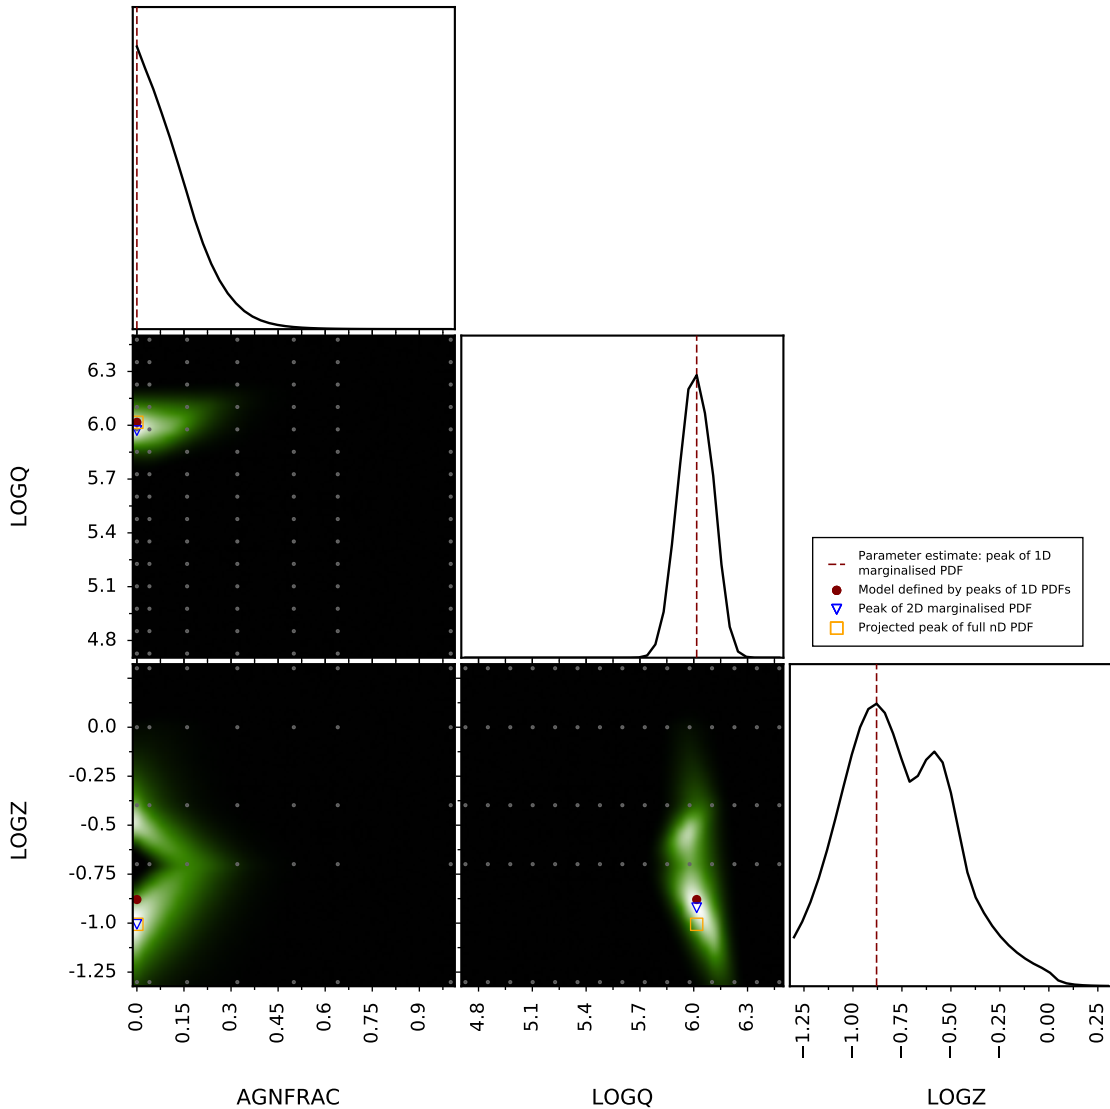 6.3
6.0
5.7
5.4
5.1
4.8
LOGQ
Parameter estimate: peak of 1D
marginalised PDF
Model defined by peaks of 1D PDFs
Peak of 2D marginalised PDF
Projected peak of full nD PDF
0.0
-0.25
-0.5
-0.75
-1.0
-1.25
LOGZ
0.0 0.15 0.3 0.45 0.6 0.75 0.9
4.8 5.1 5.4 5.7 6.0 6.3
−1.25 −1.00 −0.75 −0.50 0.00 0.25
AGNFRAC LOGQ LOGZ